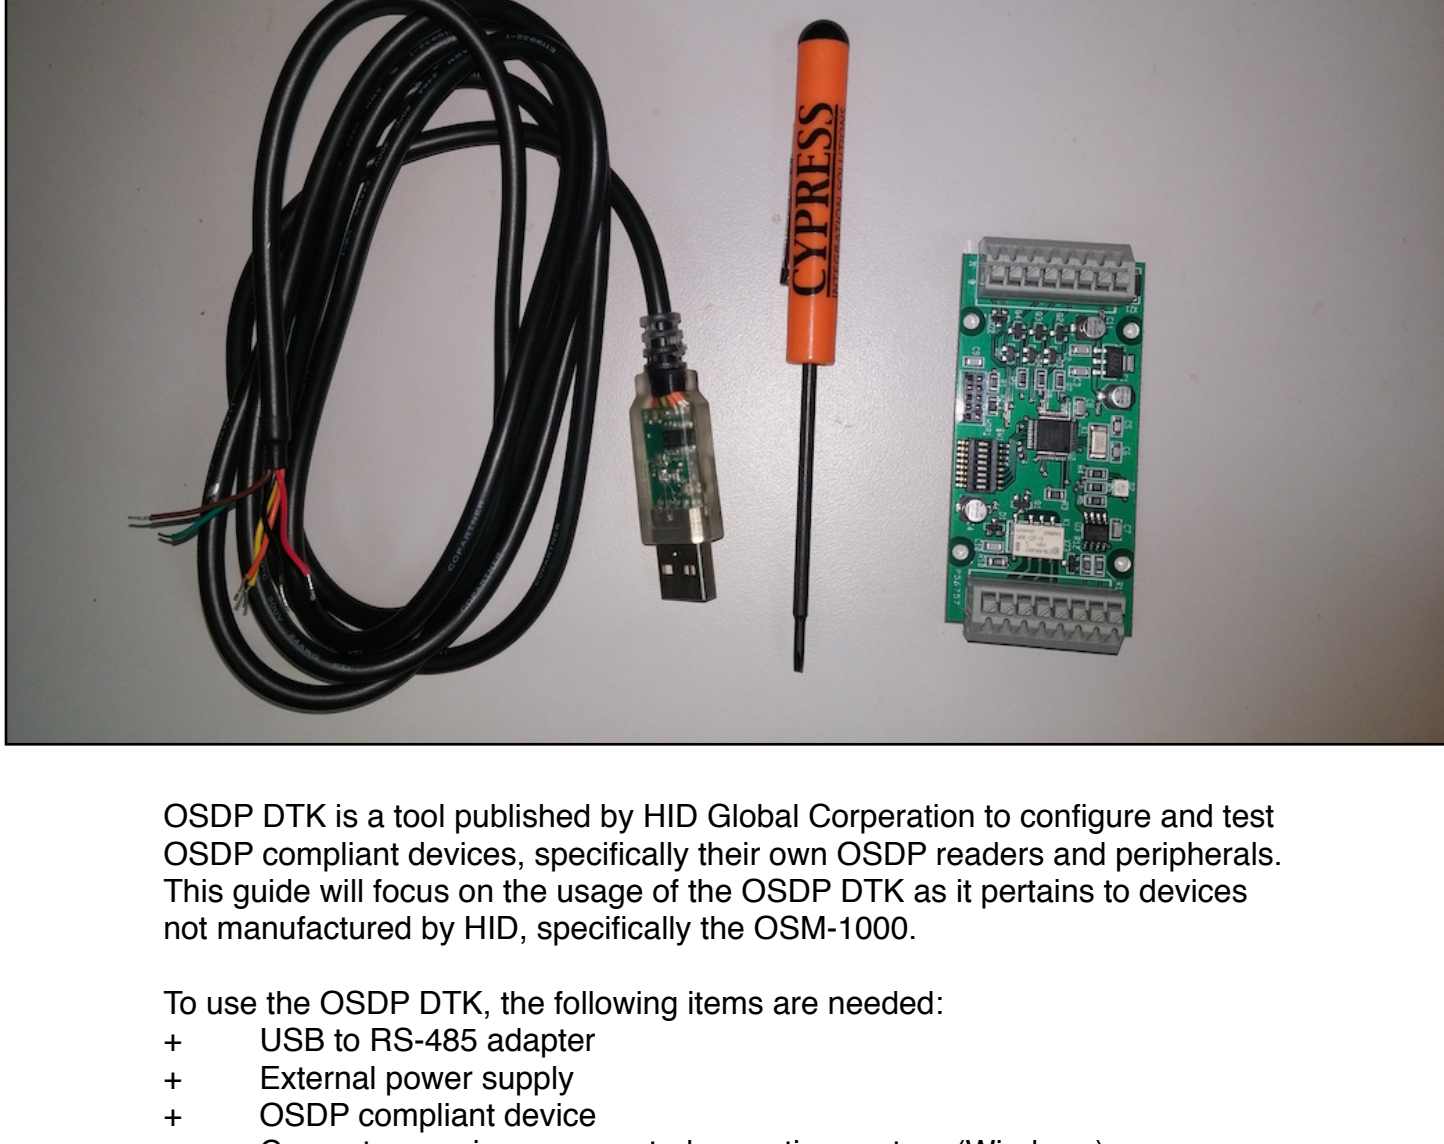 CYPRESS
INTEGRATION SOLUTIONS
COPARTNER
COPARTNER
P56757
OSDP DTK is a tool published by HID Global Corperation to configure and test
OSDP compliant devices, specifically their own OSDP readers and peripherals.
This guide will focus on the usage of the OSDP DTK as it pertains to devices
not manufactured by HID, specifically the OSM-1000.
To use the OSDP DTK, the following items are needed:
+ USB to RS-485 adapter
+ External power supply
+ OSDP compliant device